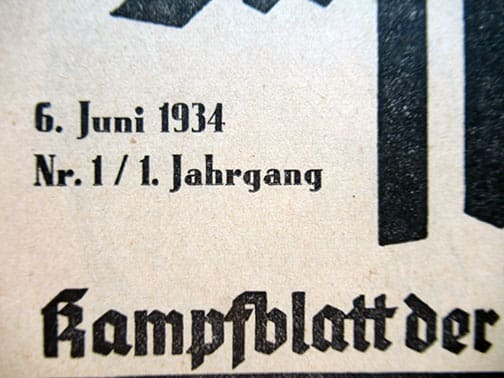 6. Juni 1934
Nr. 1 / 1. Jahrgang
Kampfblatt der